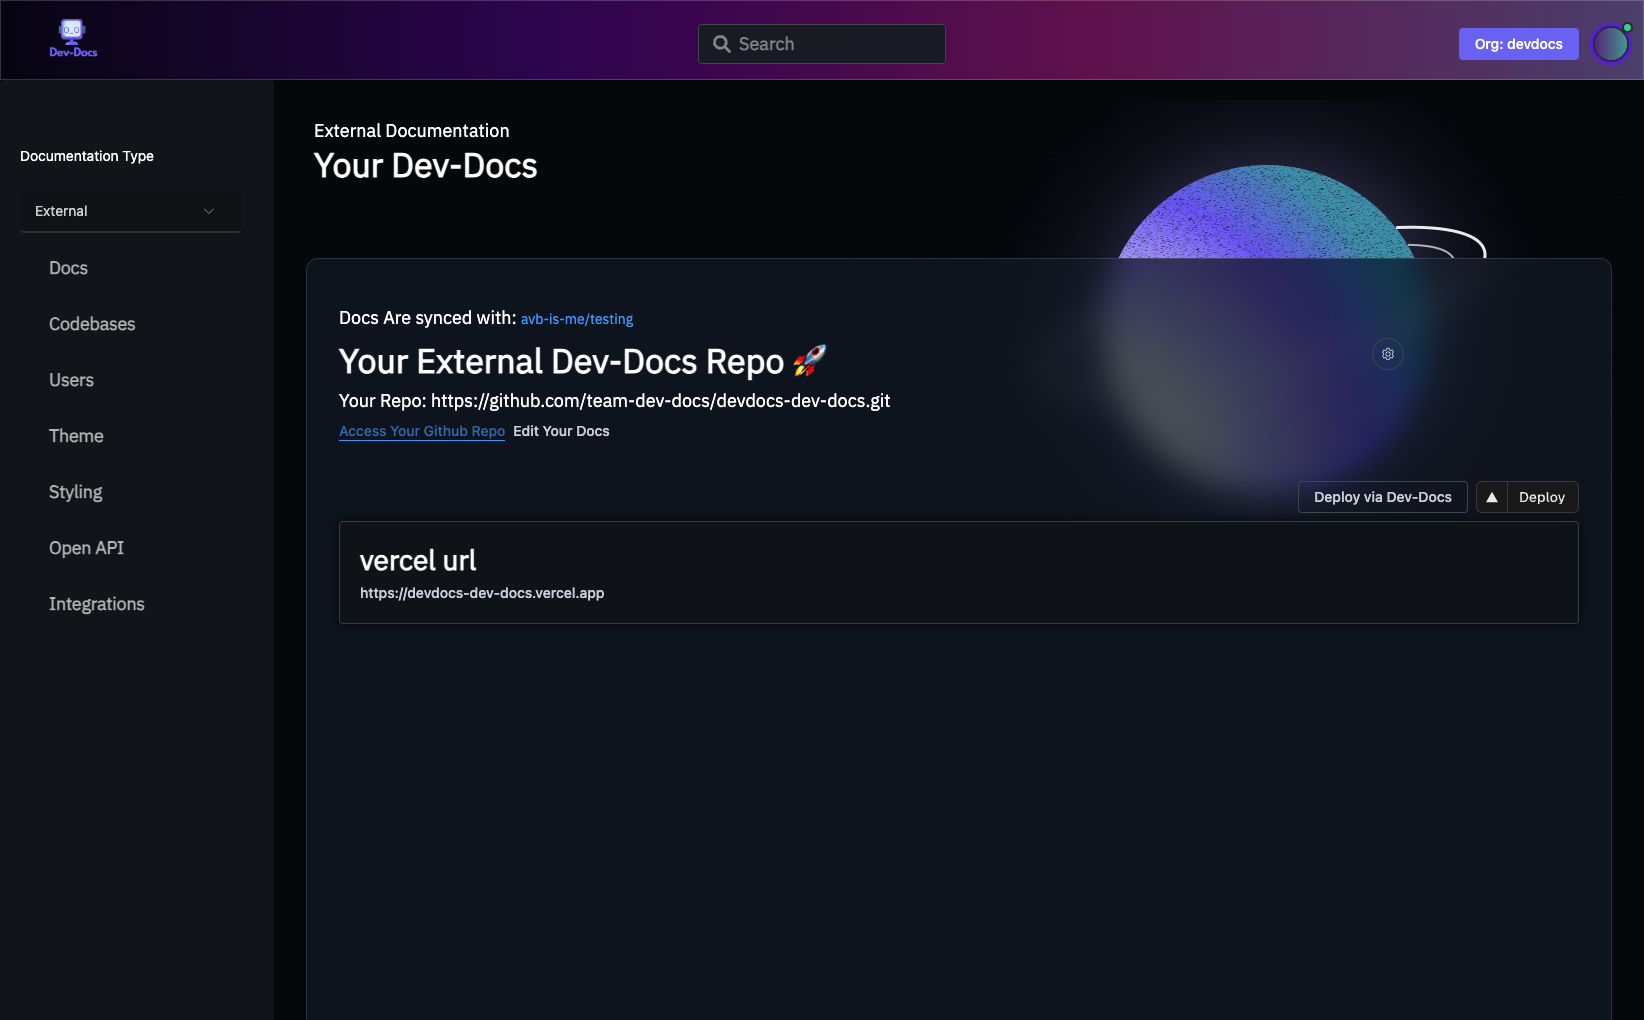 Dev-Docs
Search
Org: devdocs
Documentation Type
External
Docs
Codebases
Users
Theme
Styling
Open API
Integrations
External Documentation
Your Dev-Docs
Docs Are synced with: avb-is-me/testing
Your External Dev-Docs Repo 🚀
Your Repo: https://github.com/team-dev-docs/devdocs-dev-docs.git
Access Your Github Repo Edit Your Docs
Deploy via Dev-Docs
Deploy
vercel url
https://devdocs-dev-docs.vercel.app